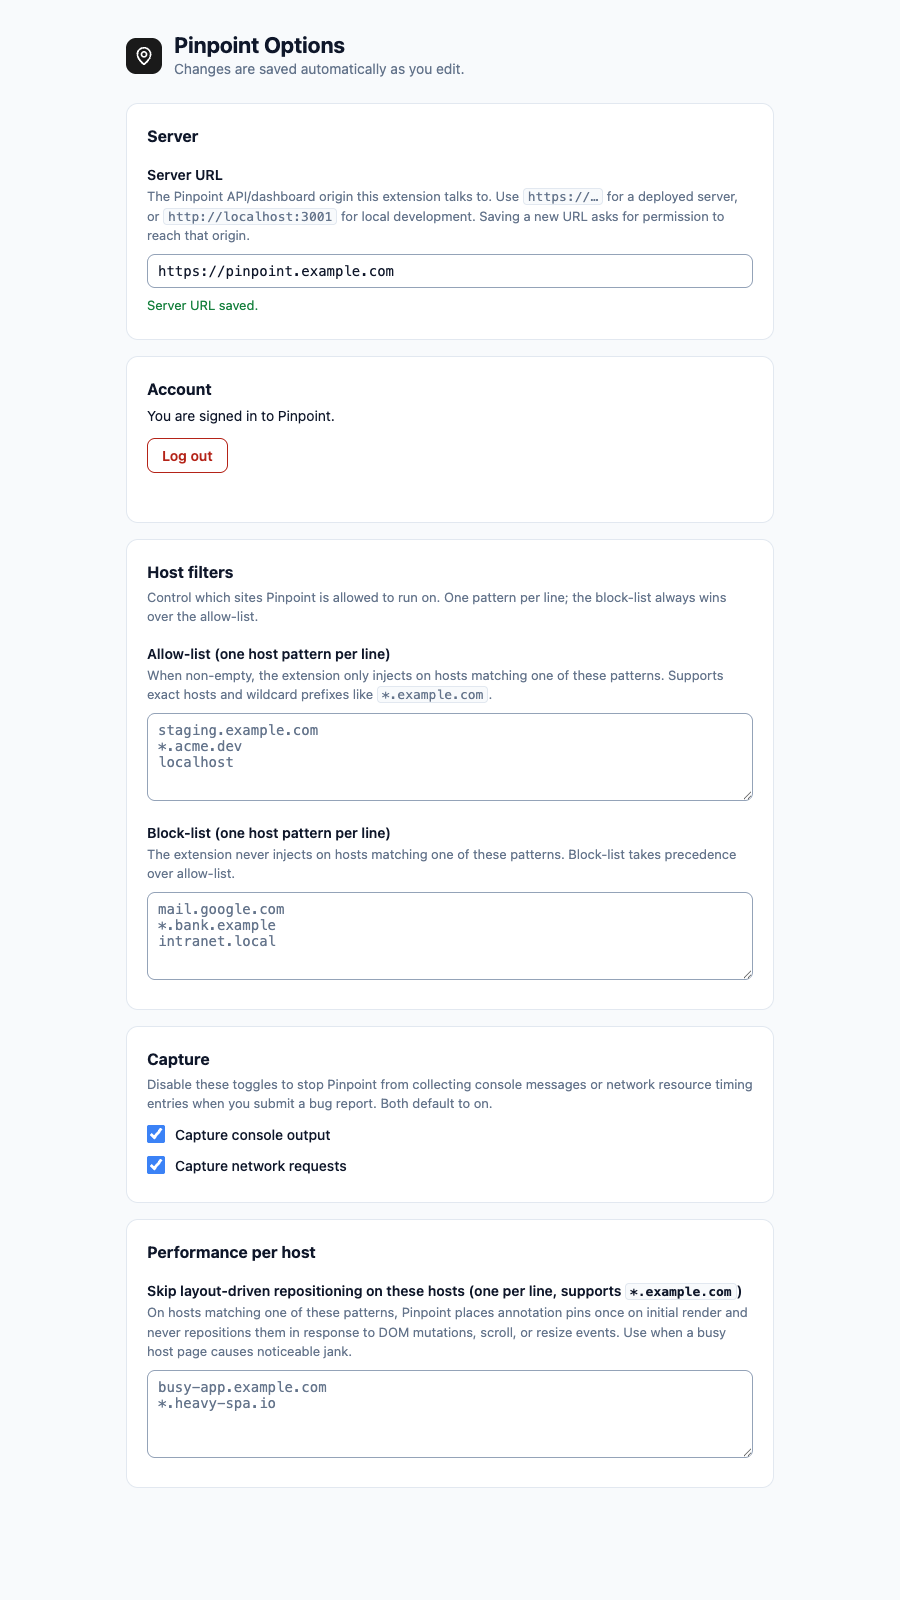 Pinpoint Options
Changes are saved automatically as you edit.
Server
Server URL
The Pinpoint API/dashboard origin this extension talks to. Use https://… for a deployed server,
or http://localhost:3001 for local development. Saving a new URL asks for permission to
reach that origin.
https://pinpoint.example.com
Server URL saved.
Account
You are signed in to Pinpoint.
Log out
Host filters
Control which sites Pinpoint is allowed to run on. One pattern per line; the block-list always wins
over the allow-list.
Allow-list (one host pattern per line)
When non-empty, the extension only injects on hosts matching one of these patterns. Supports
exact hosts and wildcard prefixes like *.example.com.
staging.example.com
*.acme.dev
localhost
Block-list (one host pattern per line)
The extension never injects on hosts matching one of these patterns. Block-list takes precedence
over allow-list.
mail.google.com
*.bank.example
intranet.local
Capture
Disable these toggles to stop Pinpoint from collecting console messages or network resource timing
entries when you submit a bug report. Both default to on.
Capture console output
Capture network requests
Performance per host
Skip layout-driven repositioning on these hosts (one per line, supports *.example.com)
On hosts matching one of these patterns, Pinpoint places annotation pins once on initial render and
never repositions them in response to DOM mutations, scroll, or resize events. Use when a busy
host page causes noticeable jank.
busy-app.example.com
*.heavy-spa.io